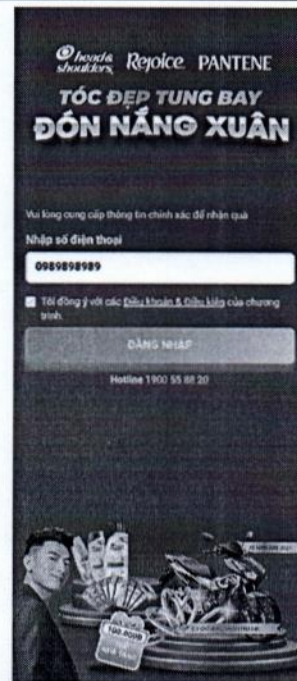 head & shoulders Rejoice PANTENE
TÓC ĐẸP TUNG BAY
ĐÓN NẮNG XUÂN
Vui lòng cung cấp thông tin chính xác để nhận quà
Nhập số điện thoại
0989898989
Tôi đồng ý với các Điều khoản & Điều kiện của chương
trình.
ĐĂNG NHẬP
Hotline 1900 55 88 20